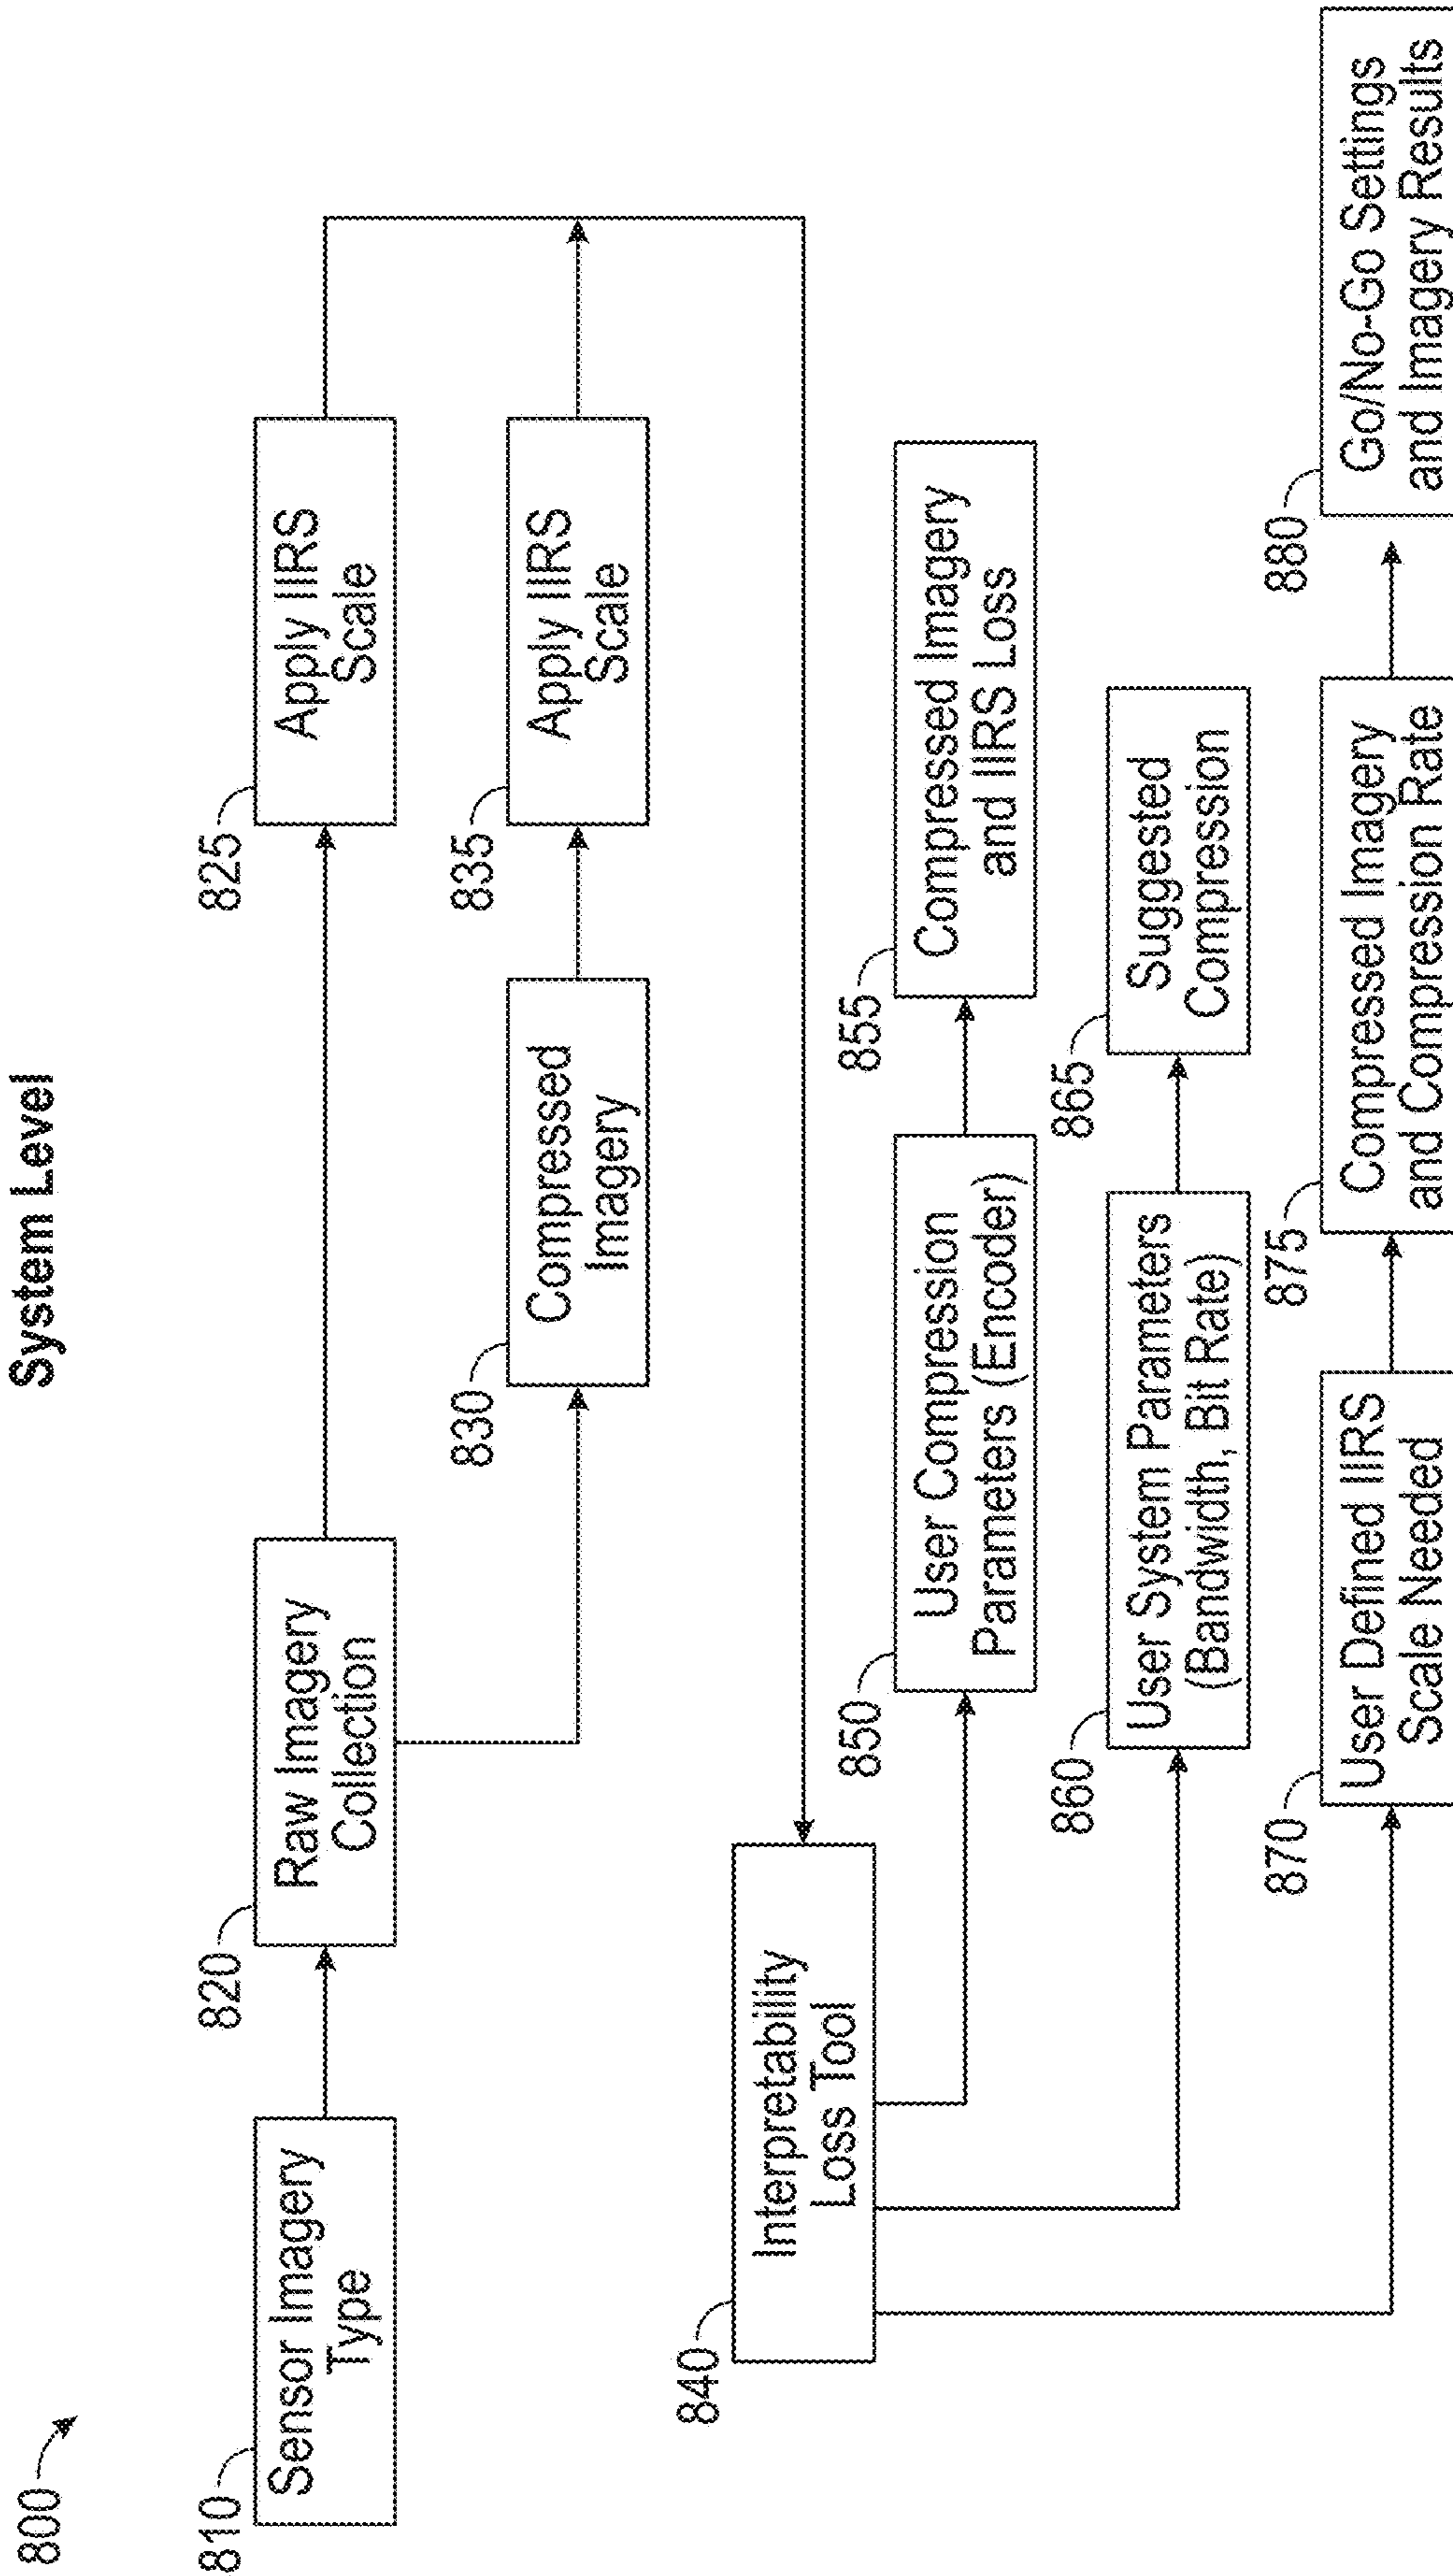 System Level
800
810
Sensor Imagery
Type
820
Raw Imagery
Collection
825
Apply IIRS
Scale
830
Compressed
Imagery
835
Apply IIRS
Scale
840
Interpretability
Loss Tool
850
User Compression
Parameters (Encoder)
855
Compressed Imagery
and IIRS Loss
860
User System Parameters
(Bandwidth, Bit Rate)
865
Suggested
Compression
870
User Defined IIRS
Scale Needed
875
Compressed Imagery
and Compression Rate
880
Go/No-Go Settings
and Imagery Results